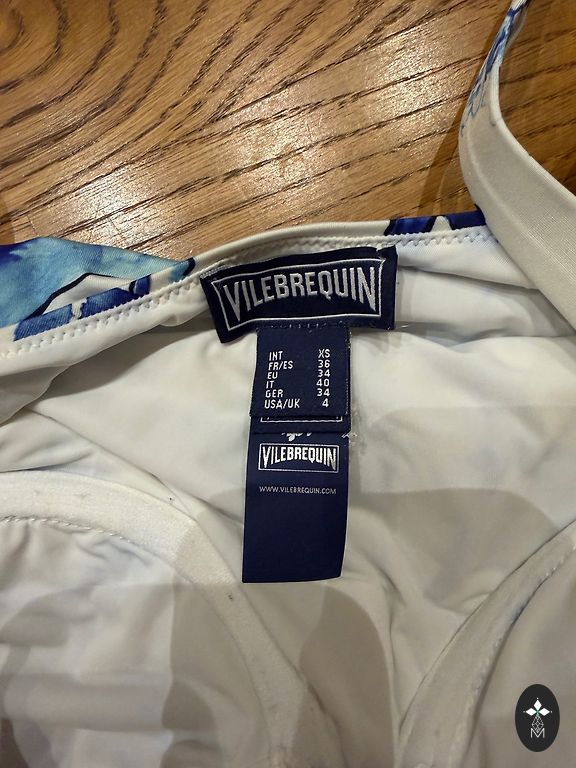 VILEBREQUIN
INT XS
FR/ES 36
EU 34
IT 40
GER 34
USA/UK 4
VILEBREQUIN
WWW.VILEBREQUIN.COM